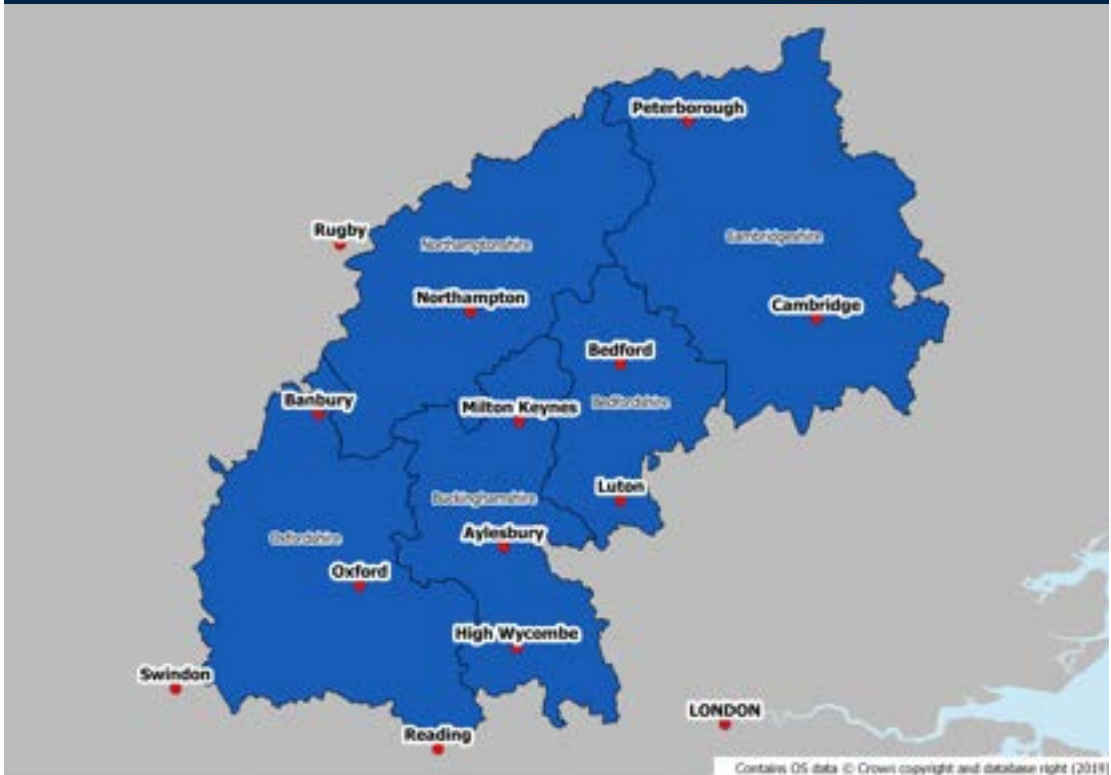 Peterborough
Rugby
Northamptonshire
Cambridgeshire
Northampton
Cambridge
Bedford
Banbury
Milton Keynes
Bedfordshire
Luton
Buckinghamshire
Aylesbury
Oxfordshire
Oxford
High Wycombe
Swindon
LONDON
Reading
Contains OS data © Crown copyright and database right (2019)